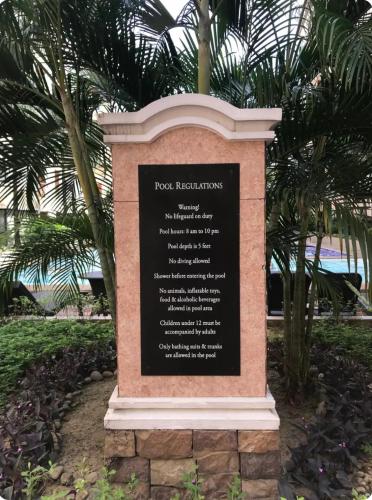 POOL REGULATIONS
Warning!
No lifeguard on duty
Pool hours: 8 am to 10 pm
Pool depth is 5 feet
No diving allowed
Shower before entering the pool
No animals, inflatable toys,
food & alcoholic beverages
allowed in pool area
Children under 12 must be
accompanied by adults
Only bathing suits & trunks
are allowed in the pool